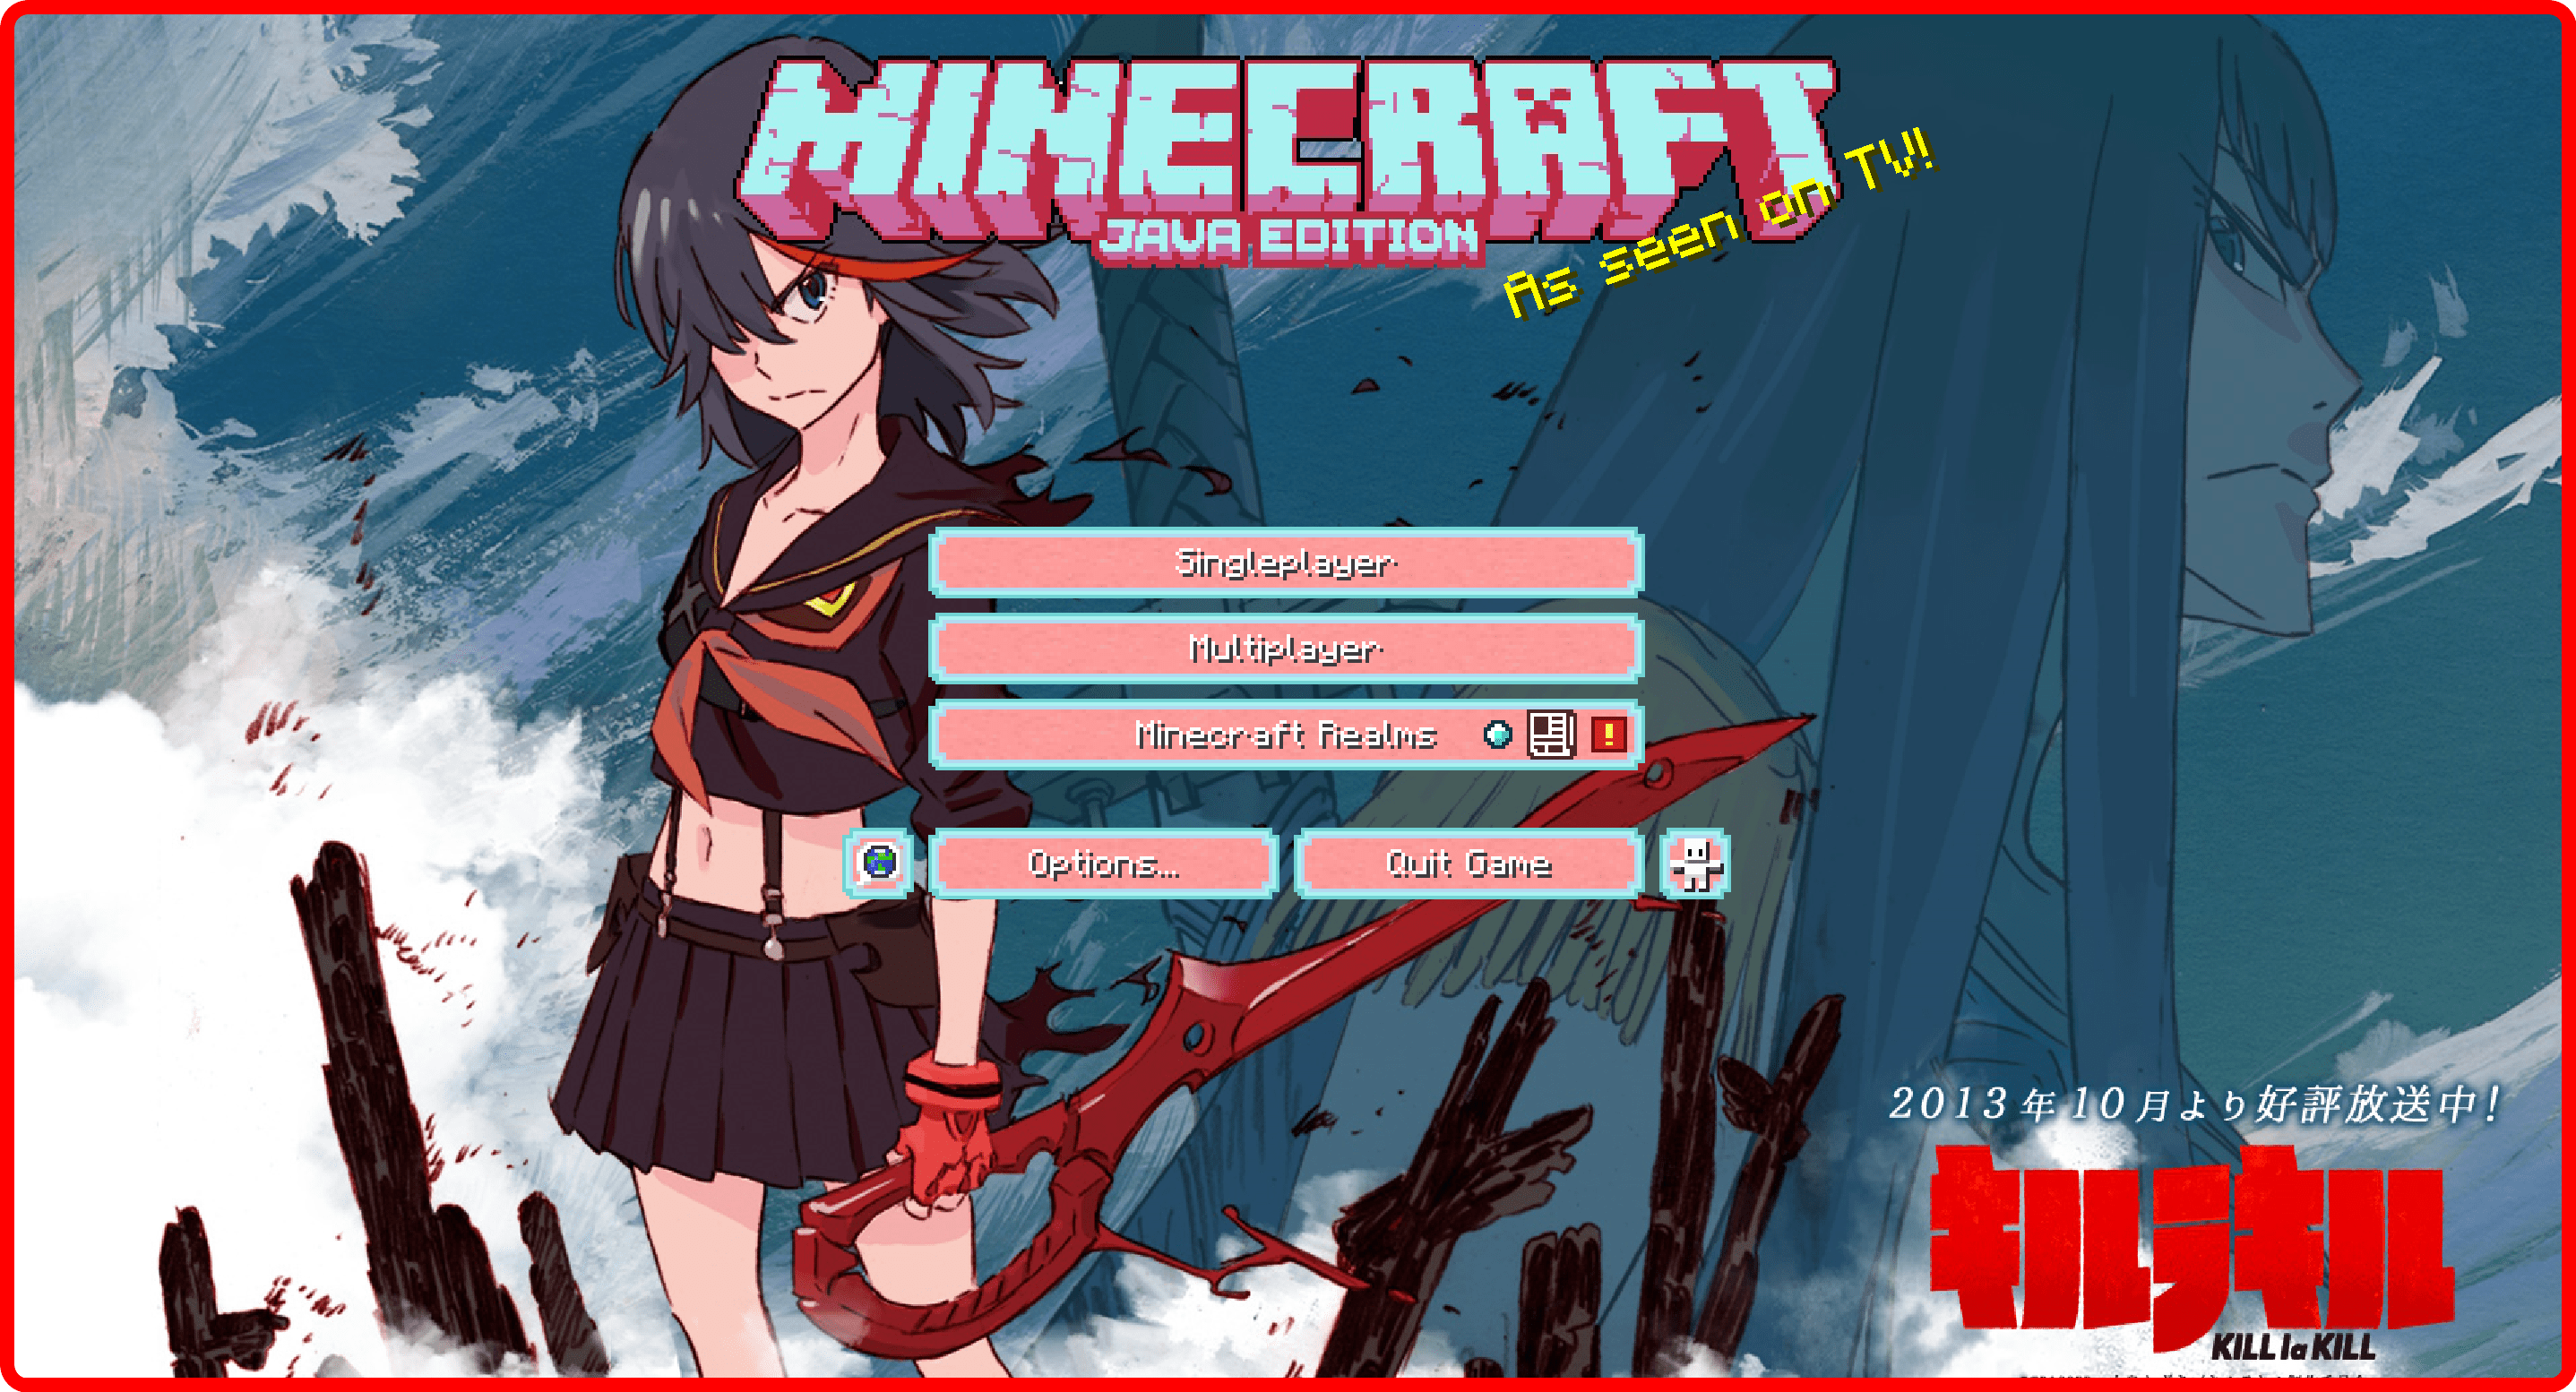 MINECRAFT
JAVA EDITION
As seen on TV!
Singleplayer
Multiplayer
Minecraft Realms
Options...
Quit Game
2013年10月より好評放送中!
キルラキル
KILL la KILL